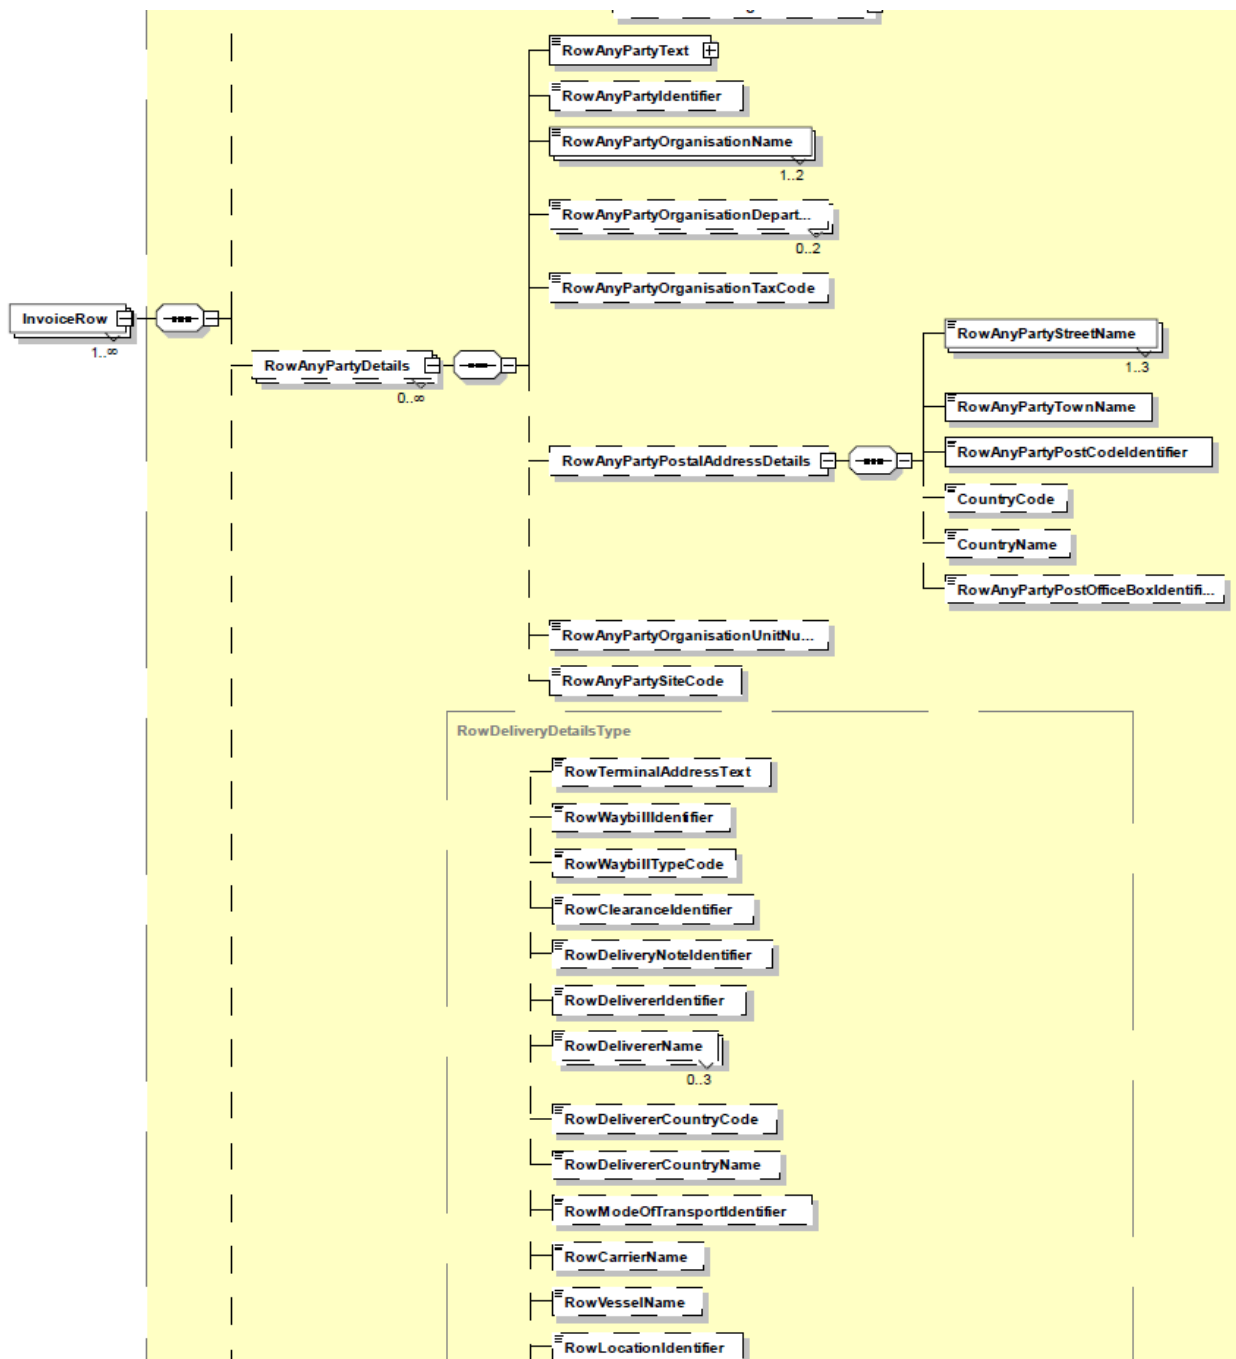 RowAnyPartyText
RowAnyPartyIdentifier
RowAnyPartyOrganisationName
1..2
RowAnyPartyOrganisationDepart...
0..2
RowAnyPartyOrganisationTaxCode
InvoiceRow
1..∞
RowAnyPartyDetails
0..∞
RowAnyPartyStreetName
1..3
RowAnyPartyTownName
RowAnyPartyPostCodeIdentifier
RowAnyPartyPostalAddressDetails
CountryCode
CountryName
RowAnyPartyPostOfficeBoxIdentifi...
RowAnyPartyOrganisationUnitNu...
RowAnyPartySiteCode
RowDeliveryDetailsType
RowTerminalAddressText
RowWaybillIdentifier
RowWaybillTypeCode
RowClearanceIdentifier
RowDeliveryNoteIdentifier
RowDelivererIdentifier
RowDelivererName
0..3
RowDelivererCountryCode
RowDelivererCountryName
RowModeOfTransportIdentifier
RowCarrierName
RowVesselName
RowLocationIdentifier